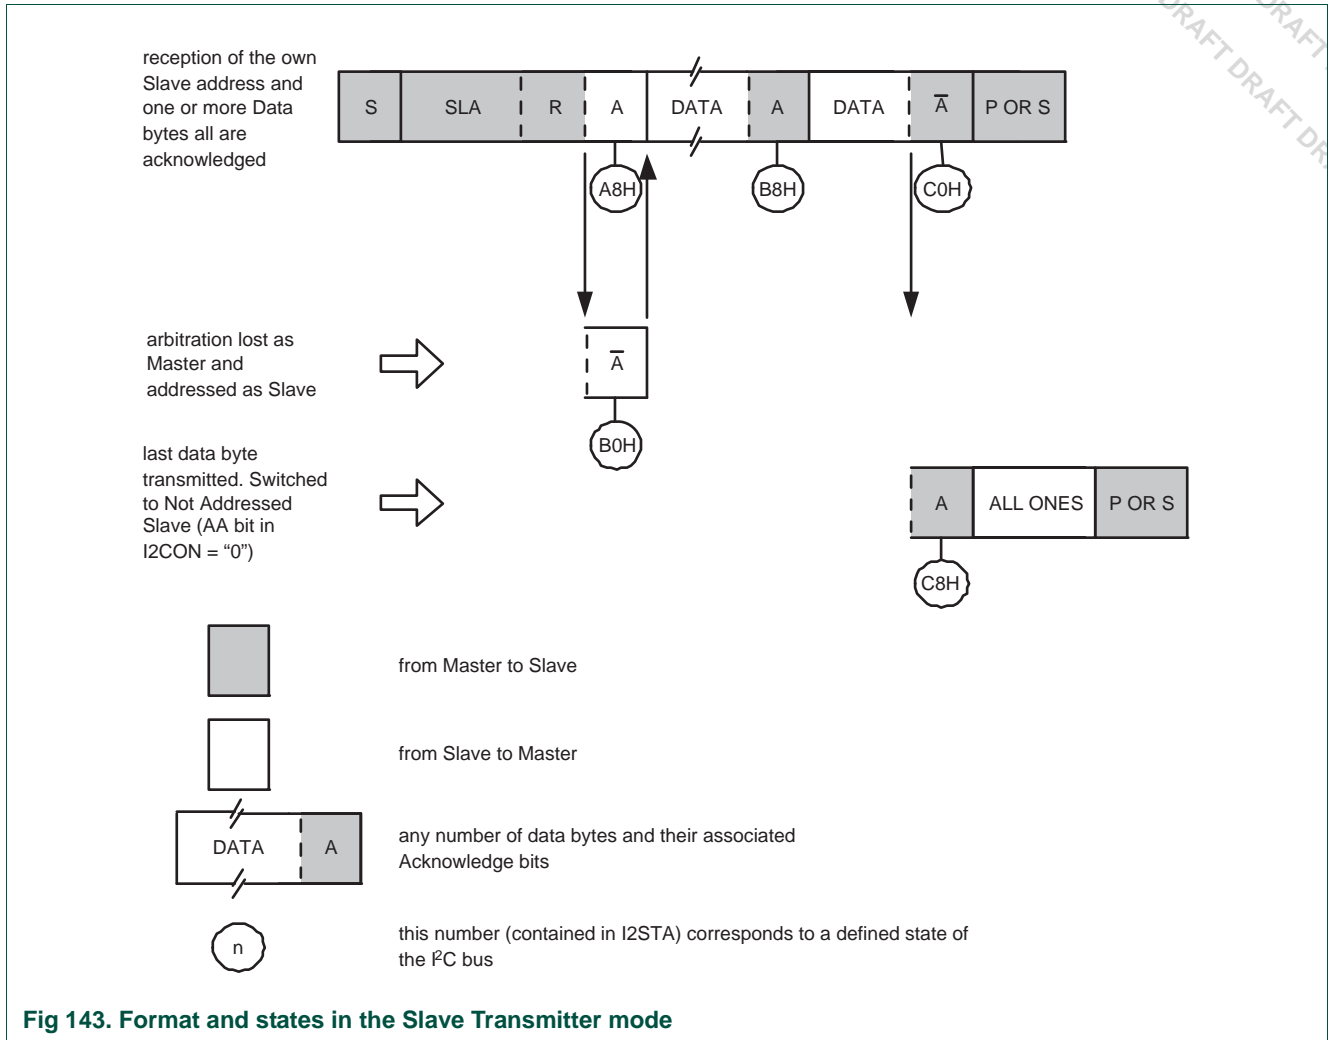 DRAFT DRAFT DRAFT
DRAFT
reception of the own
Slave address and
one or more Data
bytes all are
acknowledged
S SLA R A DATA A DATA A̅ P OR S
A8H B8H C0H
arbitration lost as
Master and
addressed as Slave
A̅
B0H
last data byte
transmitted. Switched
to Not Addressed
Slave (AA bit in
I2CON = “0”)
A ALL ONES P OR S
C8H
from Master to Slave
from Slave to Master
DATA A
any number of data bytes and their associated
Acknowledge bits
n
this number (contained in I2STA) corresponds to a defined state of
the I²C bus
Fig 143. Format and states in the Slave Transmitter mode